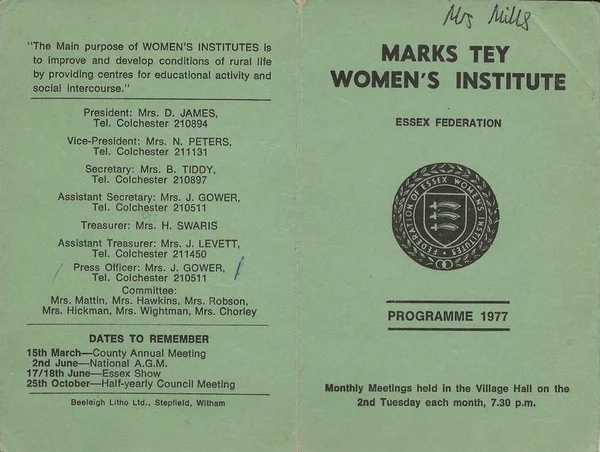 "The Main purpose of WOMEN'S INSTITUTES is
to improve and develop conditions of rural life
by providing centres for educational activity and
social intercourse."
President: Mrs. D. JAMES,
Tel. Colchester 210894
Vice-President: Mrs. N. PETERS,
Tel. Colchester 211131
Secretary: Mrs. B. TIDDY,
Tel. Colchester 210897
Assistant Secretary: Mrs. J. GOWER,
Tel. Colchester 210511
Treasurer: Mrs. H. SWARIS
Assistant Treasurer: Mrs. J. LEVETT,
Tel. Colchester 211450
Press Officer: Mrs. J. GOWER,
Tel. Colchester 210511
Committee:
Mrs. Mattin, Mrs. Hawkins, Mrs. Robson,
Mrs. Hickman, Mrs. Wightman, Mrs. Chorley
DATES TO REMEMBER
15th March—County Annual Meeting
2nd June—National A.G.M.
17/18th June—Essex Show
25th October—Half-yearly Council Meeting
Beeleigh Litho Ltd., Stepfield, Witham
Mrs Mills
MARKS TEY
WOMEN'S INSTITUTE
ESSEX FEDERATION
FEDERATION OF ESSEX WOMEN'S INSTITUTES
PROGRAMME 1977
Monthly Meetings held in the Village Hall on the
2nd Tuesday each month, 7.30 p.m.